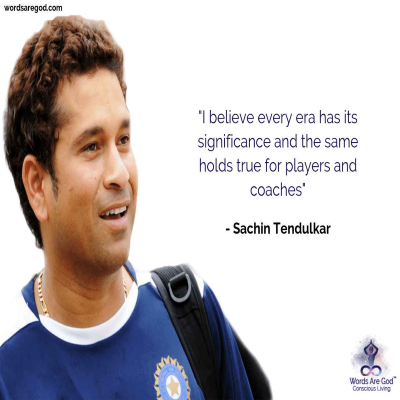 wordsaregod.com
"I believe every era has its
significance and the same
holds true for players and
coaches"
- Sachin Tendulkar
Words Are God™
Conscious Living